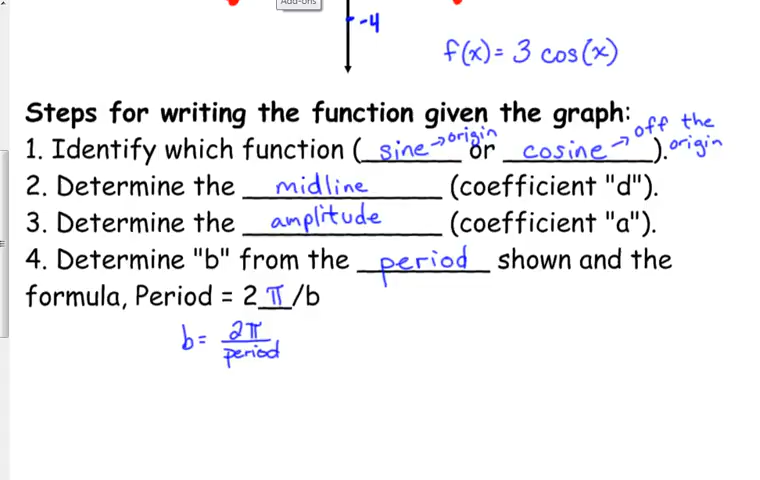 Add-Ons
-4
f(x) = 3 cos(x)
Steps for writing the function given the graph:
1. Identify which function (sine → origin or cosine → off the origin).
2. Determine the midline (coefficient "d").
3. Determine the amplitude (coefficient "a").
4. Determine "b" from the period shown and the
formula, Period = 2π/b
b = 2π/period